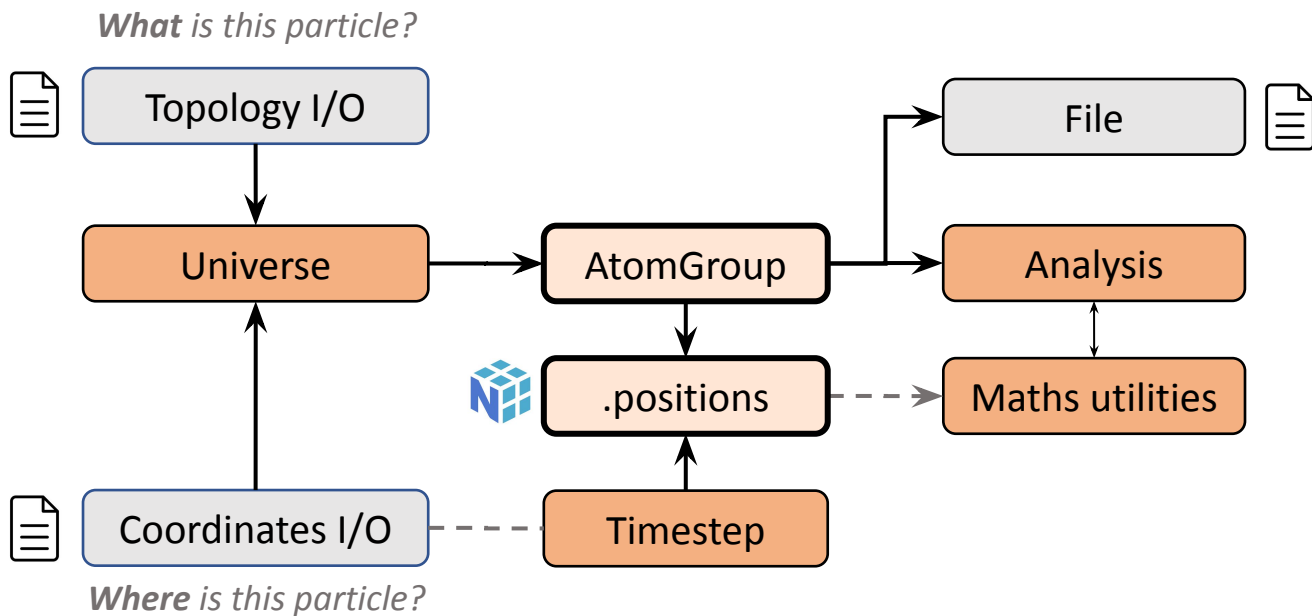 What is this particle?
Topology I/O
File
Universe
AtomGroup
Analysis
N
.positions
Maths utilities
Coordinates I/O
Timestep
Where is this particle?